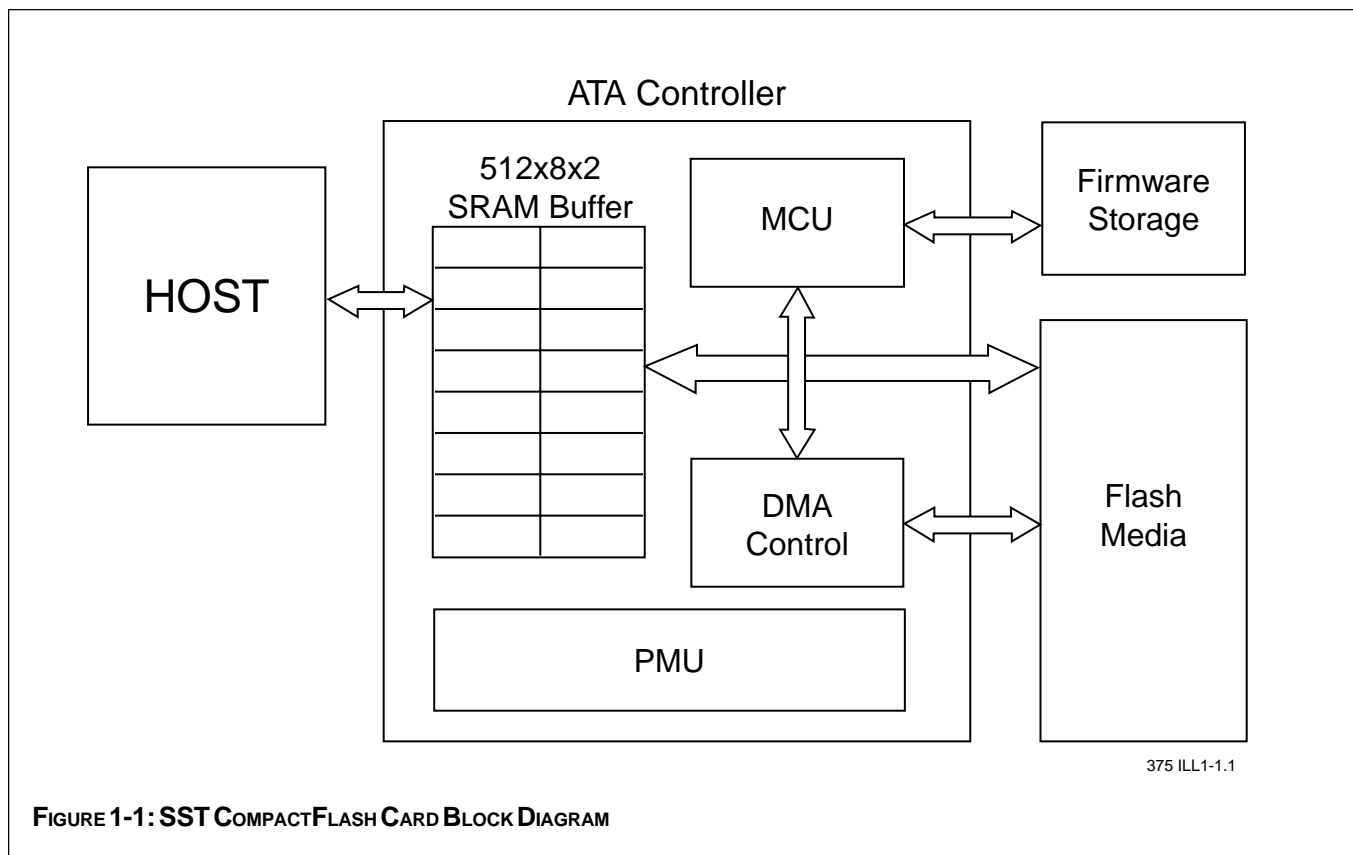 ATA Controller
512x8x2
SRAM Buffer
HOST
MCU
Firmware
Storage
DMA
Control
Flash
Media
PMU
375 ILL1-1.1
FIGURE 1-1: SST COMPACTFLASH CARD BLOCK DIAGRAM